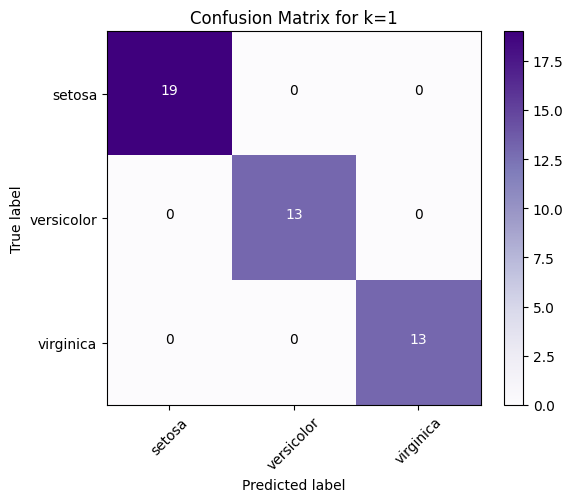 Confusion Matrix for k=1
True label
setosa
19 0 0
versicolor
0 13 0
virginica
0 0 13
setosa versicolor virginica
Predicted label
17.5
15.0
12.5
10.0
7.5
5.0
2.5
0.0